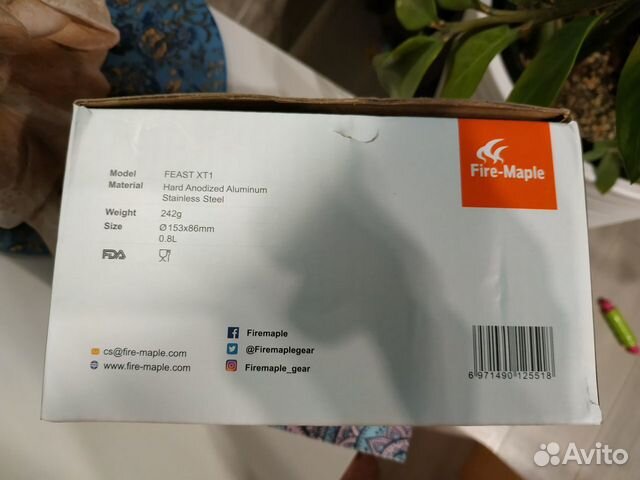 Fire-Maple
Model FEAST XT1
Material Hard Anodized Aluminum
Stainless Steel
Weight 242g
Size Ø153x86mm
0.8L
FDA
Firemaple
@Firemaplegear
Firemaple_gear
cs@fire-maple.com
www.fire-maple.com
6 971490 125518
Avito